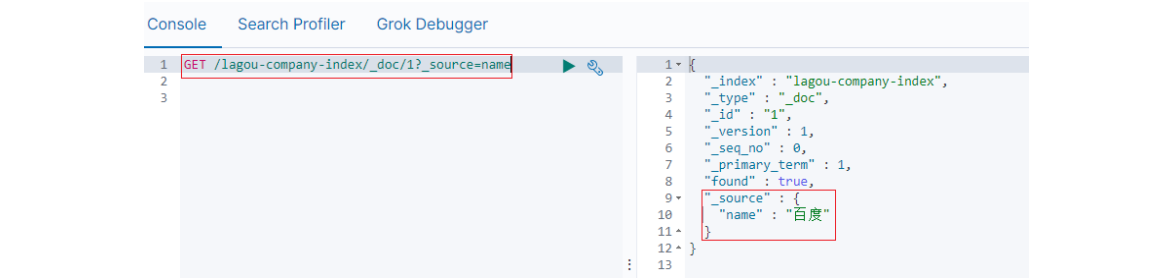 Console Search Profiler Grok Debugger
1 GET /lagou-company-index/_doc/1?_source=name
2
3
1 {
2 "_index" : "lagou-company-index",
3 "_type" : "_doc",
4 "_id" : "1",
5 "_version" : 1,
6 "_seq_no" : 0,
7 "_primary_term" : 1,
8 "found" : true,
9 "_source" : {
10 "name" : "百度"
11 }
12 }
13